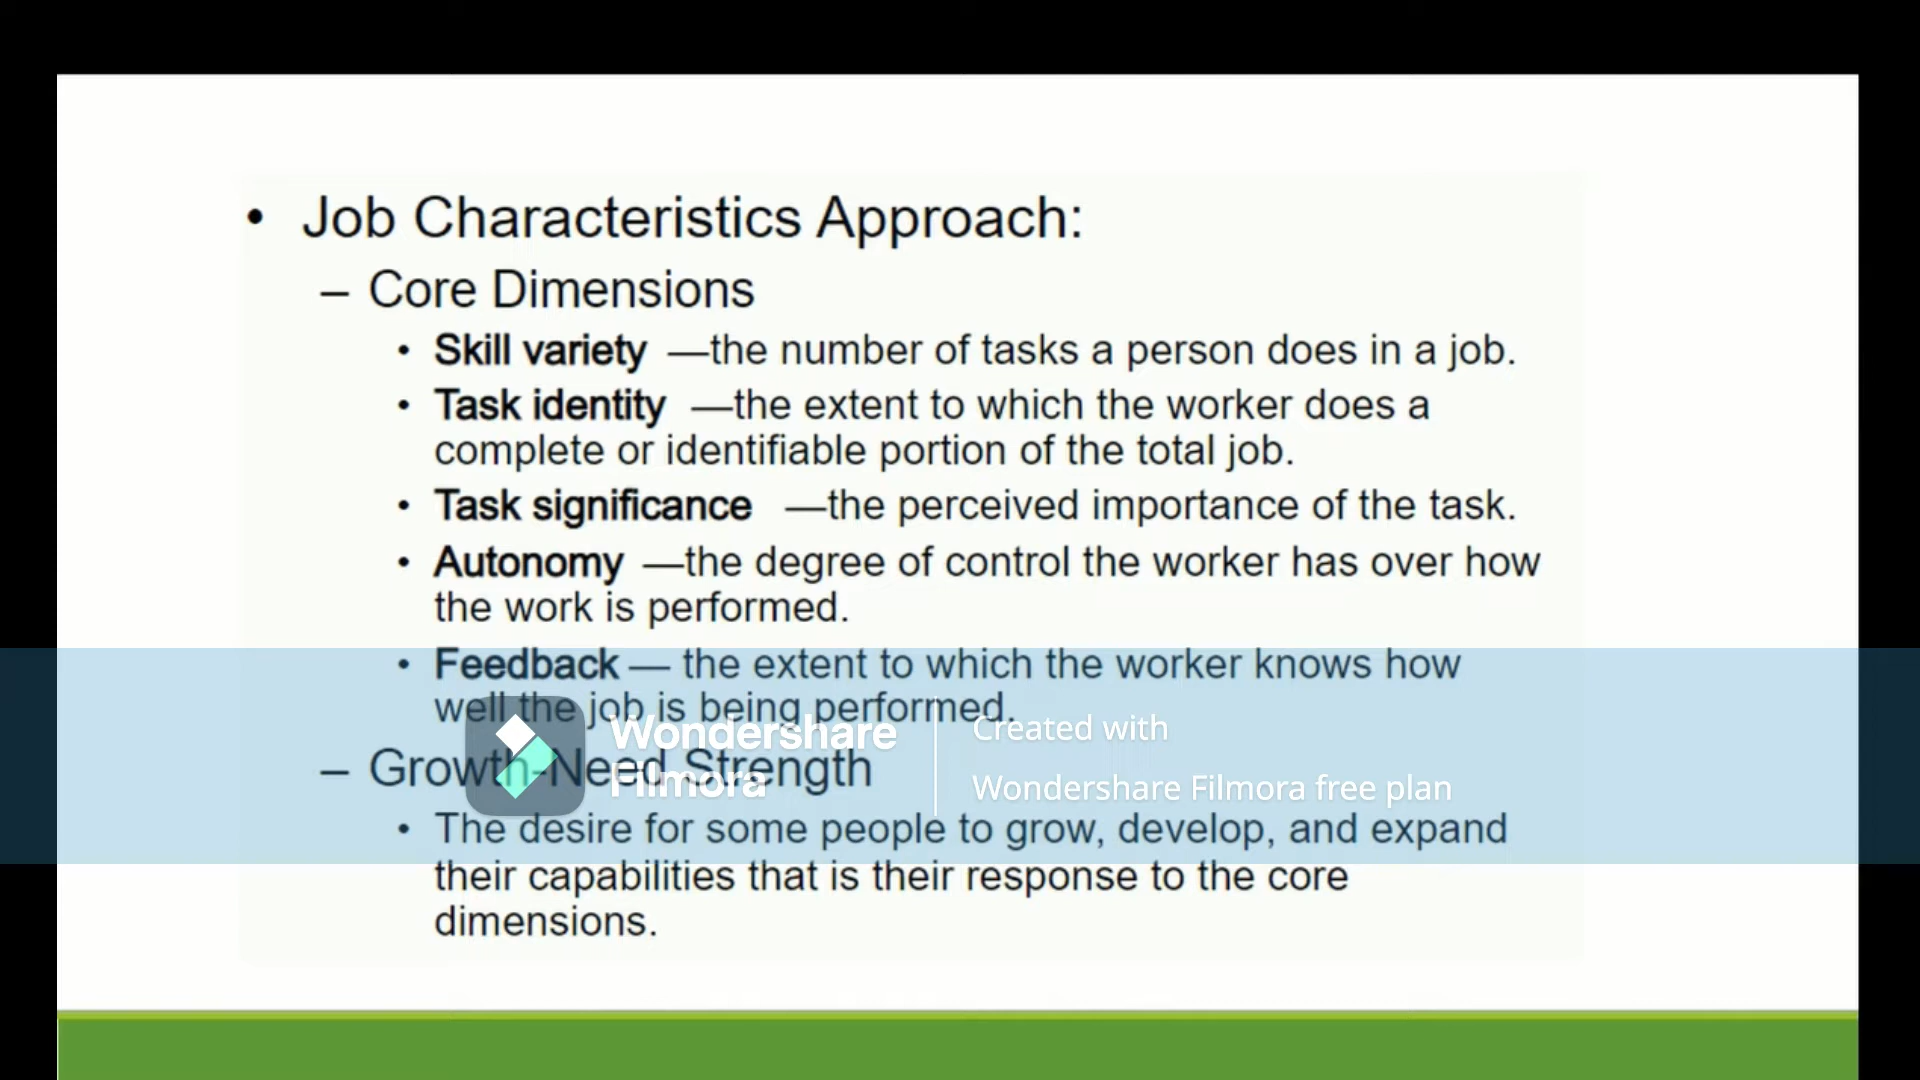 • Job Characteristics Approach:
– Core Dimensions
• Skill variety —the number of tasks a person does in a job.
• Task identity —the extent to which the worker does a
complete or identifiable portion of the total job.
• Task significance —the perceived importance of the task.
• Autonomy —the degree of control the worker has over how
the work is performed.
• Feedback — the extent to which the worker knows how
well the job is being performed.
– Growth-Need Strength
• The desire for some people to grow, develop, and expand
their capabilities that is their response to the core
dimensions.
Wondershare
Filmora
Created with
Wondershare Filmora free plan